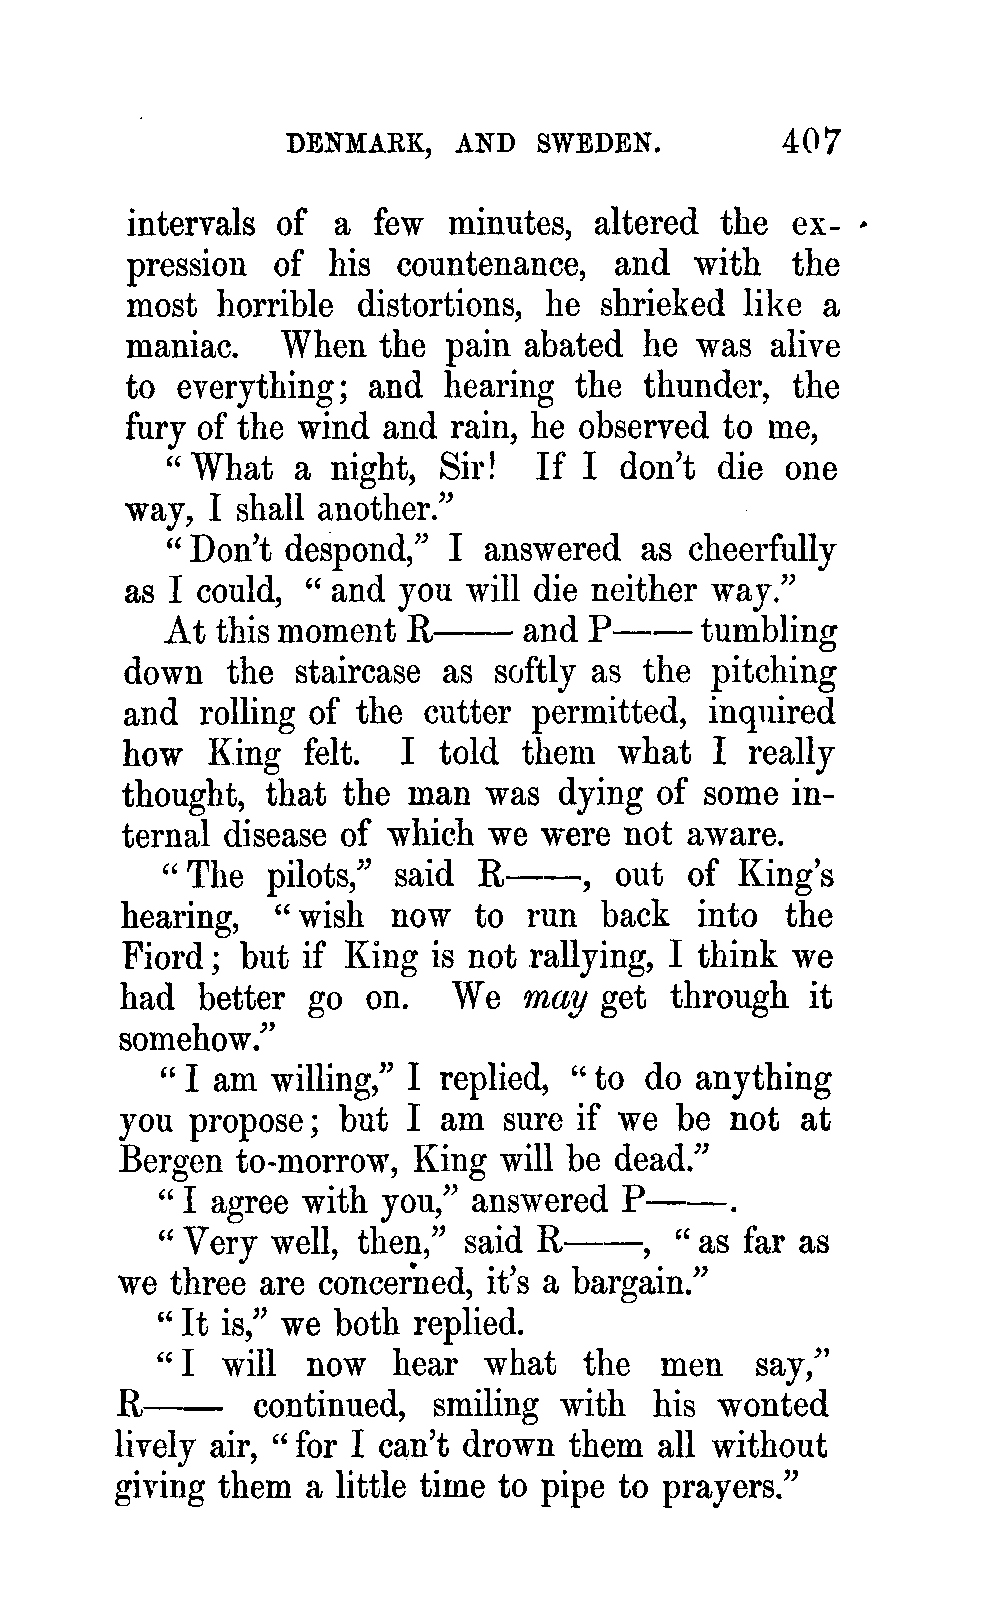 DENMARK, AND SWEDEN. 407
intervals of a few minutes, altered the ex-
pression of his countenance, and with the
most horrible distortions, he shrieked like a
maniac. When the pain abated he was alive
to everything; and hearing the thunder, the
fury of the wind and rain, he observed to me,
“What a night, Sir! If I don’t die one
way, I shall another.”
“Don’t despond,” I answered as cheerfully
as I could, “and you will die neither way.”
At this moment R—— and P—— tumbling
down the staircase as softly as the pitching
and rolling of the cutter permitted, inquired
how King felt. I told them what I really
thought, that the man was dying of some in-
ternal disease of which we were not aware.
“The pilots,” said R——, out of King’s
hearing, “wish now to run back into the
Fiord; but if King is not rallying, I think we
had better go on. We may get through it
somehow.”
“I am willing,” I replied, “to do anything
you propose; but I am sure if we be not at
Bergen to-morrow, King will be dead.”
“I agree with you,” answered P——.
“Very well, then,” said R——, “as far as
we three are concerned, it’s a bargain.”
“It is,” we both replied.
“I will now hear what the men say,”
R—— continued, smiling with his wonted
lively air, “for I can’t drown them all without
giving them a little time to pipe to prayers.”